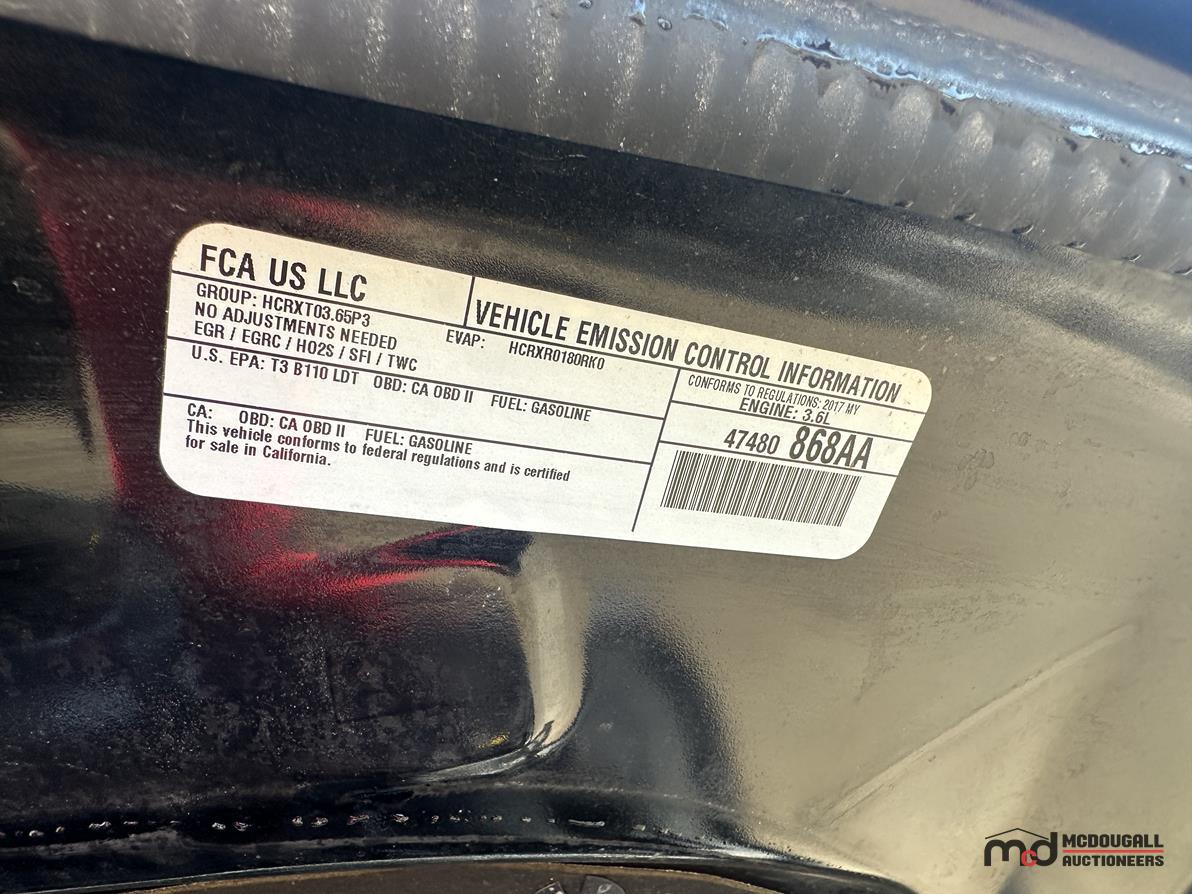 FCA US LLC
VEHICLE EMISSION CONTROL INFORMATION
GROUP: HCRXT03.65P3
EVAP: HCRXR0180RK0
NO ADJUSTMENTS NEEDED
EGR / EGRC / HO2S / SFI / TWC
U.S. EPA: T3 B110 LDT OBD: CA OBD II FUEL: GASOLINE
CA: OBD: CA OBD II FUEL: GASOLINE
This vehicle conforms to federal regulations and is certified
for sale in California.
CONFORMS TO REGULATIONS: 2017 MY
ENGINE: 3.6L
47480 868AA
mcd MCDOUGALL
AUCTIONEERS